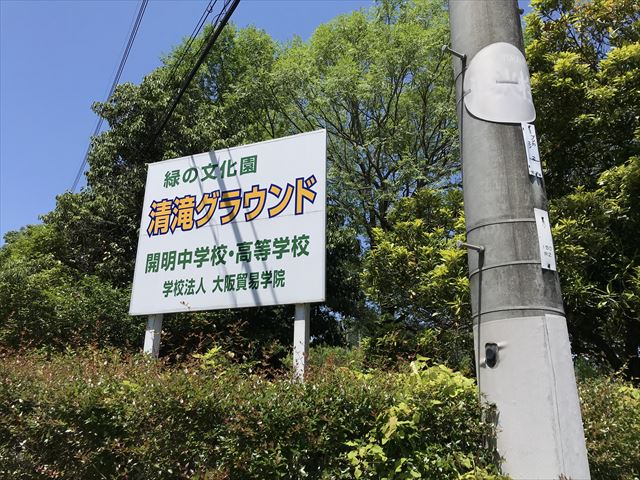 緑の文化園
清滝グラウンド
開明中学校・高等学校
学校法人 大阪貿易学院